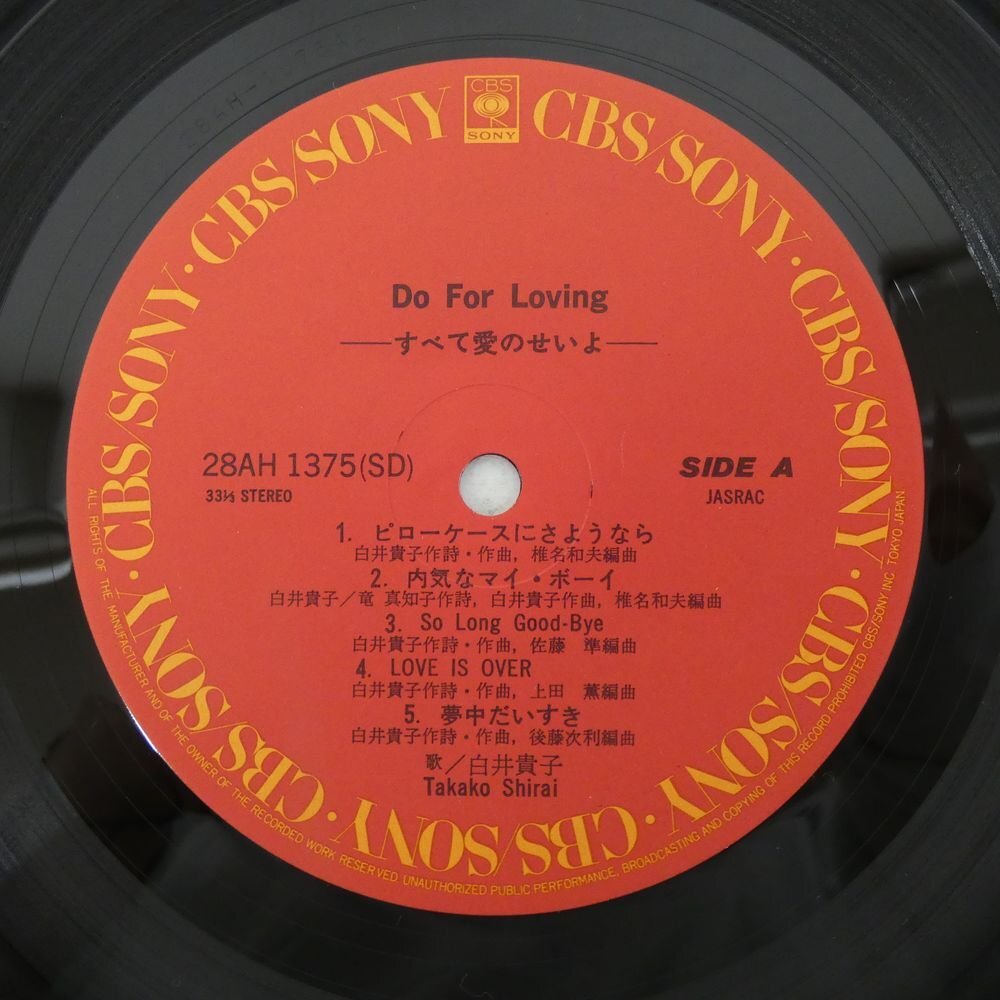 CBS
SONY
CBS/SONY · CBS/SONY · CBS/SONY · CBS/SONY · CBS/SONY · CBS/SONY · CBS/SONY · CBS/SONY
Do For Loving
——すべて愛のせいよ——
28AH 1375(SD)
SIDE A
33⅓ STEREO
JASRAC
1. ピローケースにさようなら
白井貴子作詩・作曲, 椎名和夫編曲
2. 内気なマイ・ボーイ
白井貴子／竜 真知子作詩, 白井貴子作曲, 椎名和夫編曲
3. So Long Good-Bye
白井貴子作詩・作曲, 佐藤 準編曲
4. LOVE IS OVER
白井貴子作詩・作曲, 上田 薫編曲
5. 夢中だいすき
白井貴子作詩・作曲, 後藤次利編曲
歌／白井貴子
Takako Shirai
ALL RIGHTS OF THE MANUFACTURER AND OF THE OWNER OF THE RECORDED WORK RESERVED UNAUTHORIZED PUBLIC PERFORMANCE, BROADCASTING AND COPYING OF THIS RECORD PROHIBITED. CBS/SONY INC. TOKYO JAPAN